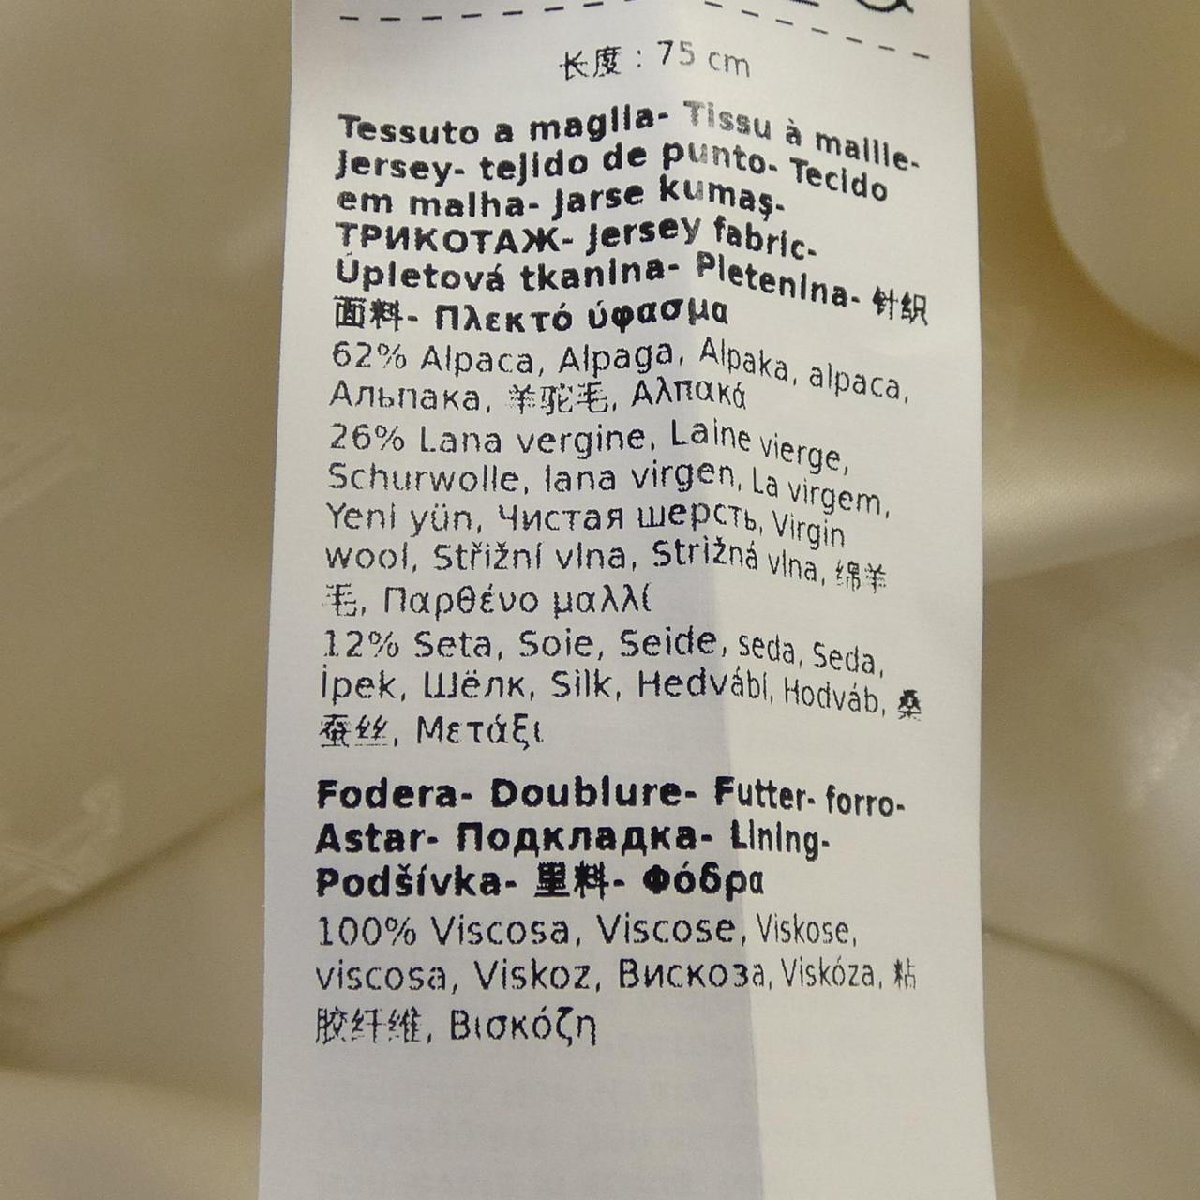 长度 : 75 cm
Tessuto a maglia- Tissu à maille-
Jersey- tejido de punto- Tecido
em malha- Jarse kumaş-
ТРИКОТАЖ- Jersey fabric-
Úpletová tkanina- Pletenina- 针织
面料- Πλεκτό ύφασμα
62% Alpaca, Alpaga, Alpaka, alpaca,
Альпака, 羊驼毛, Αλπακά
26% Lana vergine, Laine vierge,
Schurwolle, lana virgen, La virgem,
Yeni yün, Чистая шерсть, Virgin
wool, Střižní vlna, Strižná vlna, 绵羊
毛, Παρθένο μαλλί
12% Seta, Soie, Seide, seda, Seda,
İpek, Шёлк, Silk, Hedvábí, Hodváb, 桑
蚕丝, Μετάξι
Fodera- Doublure- Futter- forro-
Astar- Подкладка- Lining-
Podšívka- 里料- Φόδρα
100% Viscosa, Viscose, Viskose,
viscosa, Viskoz, Вискоза, Viskóza, 粘
胶纤维, Βισκόζη